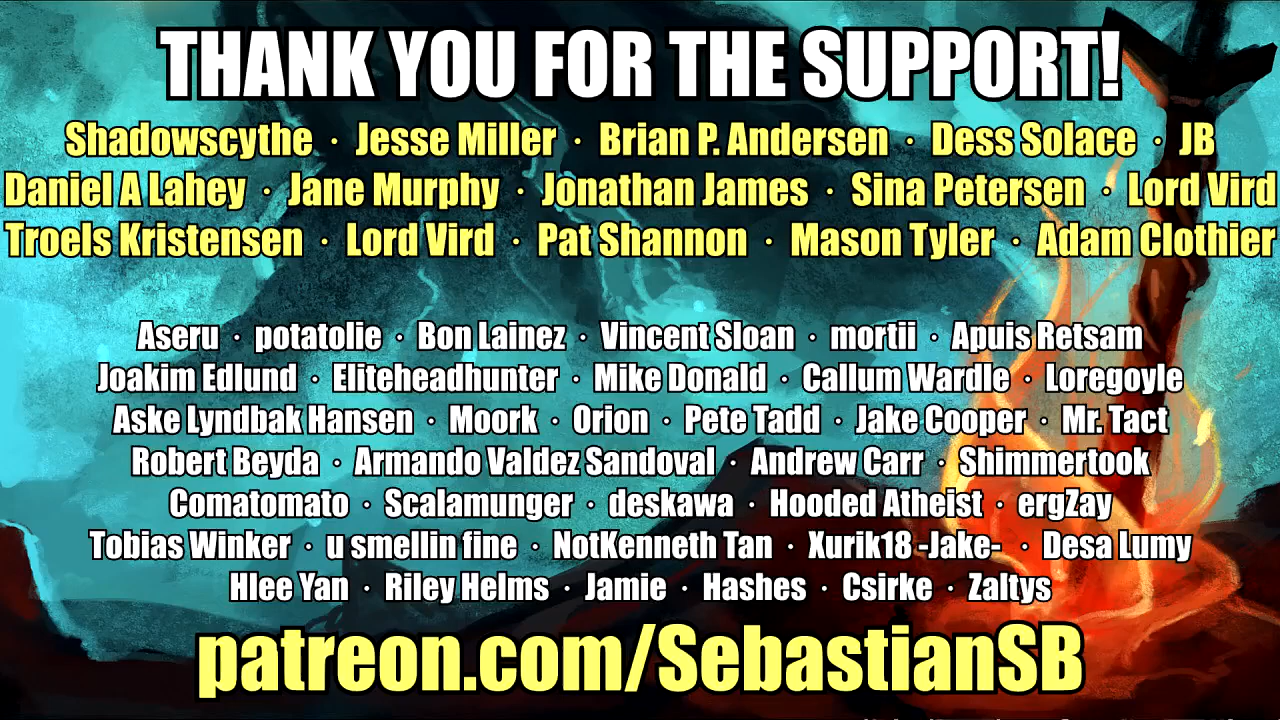 THANK YOU FOR THE SUPPORT!
Shadowscythe · Jesse Miller · Brian P. Andersen · Dess Solace · JB
Daniel A Lahey · Jane Murphy · Jonathan James · Sina Petersen · Lord Vird
Troels Kristensen · Lord Vird · Pat Shannon · Mason Tyler · Adam Clothier
Aseru · potatolie · Bon Lainez · Vincent Sloan · mortii · Apuis Retsam
Joakim Edlund · Eliteheadhunter · Mike Donald · Callum Wardle · Loregoyle
Aske Lyndbak Hansen · Moork · Orion · Pete Tadd · Jake Cooper · Mr. Tact
Robert Beyda · Armando Valdez Sandoval · Andrew Carr · Shimmertook
Comatomato · Scalamunger · deskawa · Hooded Atheist · ergZay
Tobias Winker · u smellin fine · NotKenneth Tan · Xurik18 -Jake- · Desa Lumy
Hlee Yan · Riley Helms · Jamie · Hashes · Csirke · Zaltys
patreon.com/SebastianSB